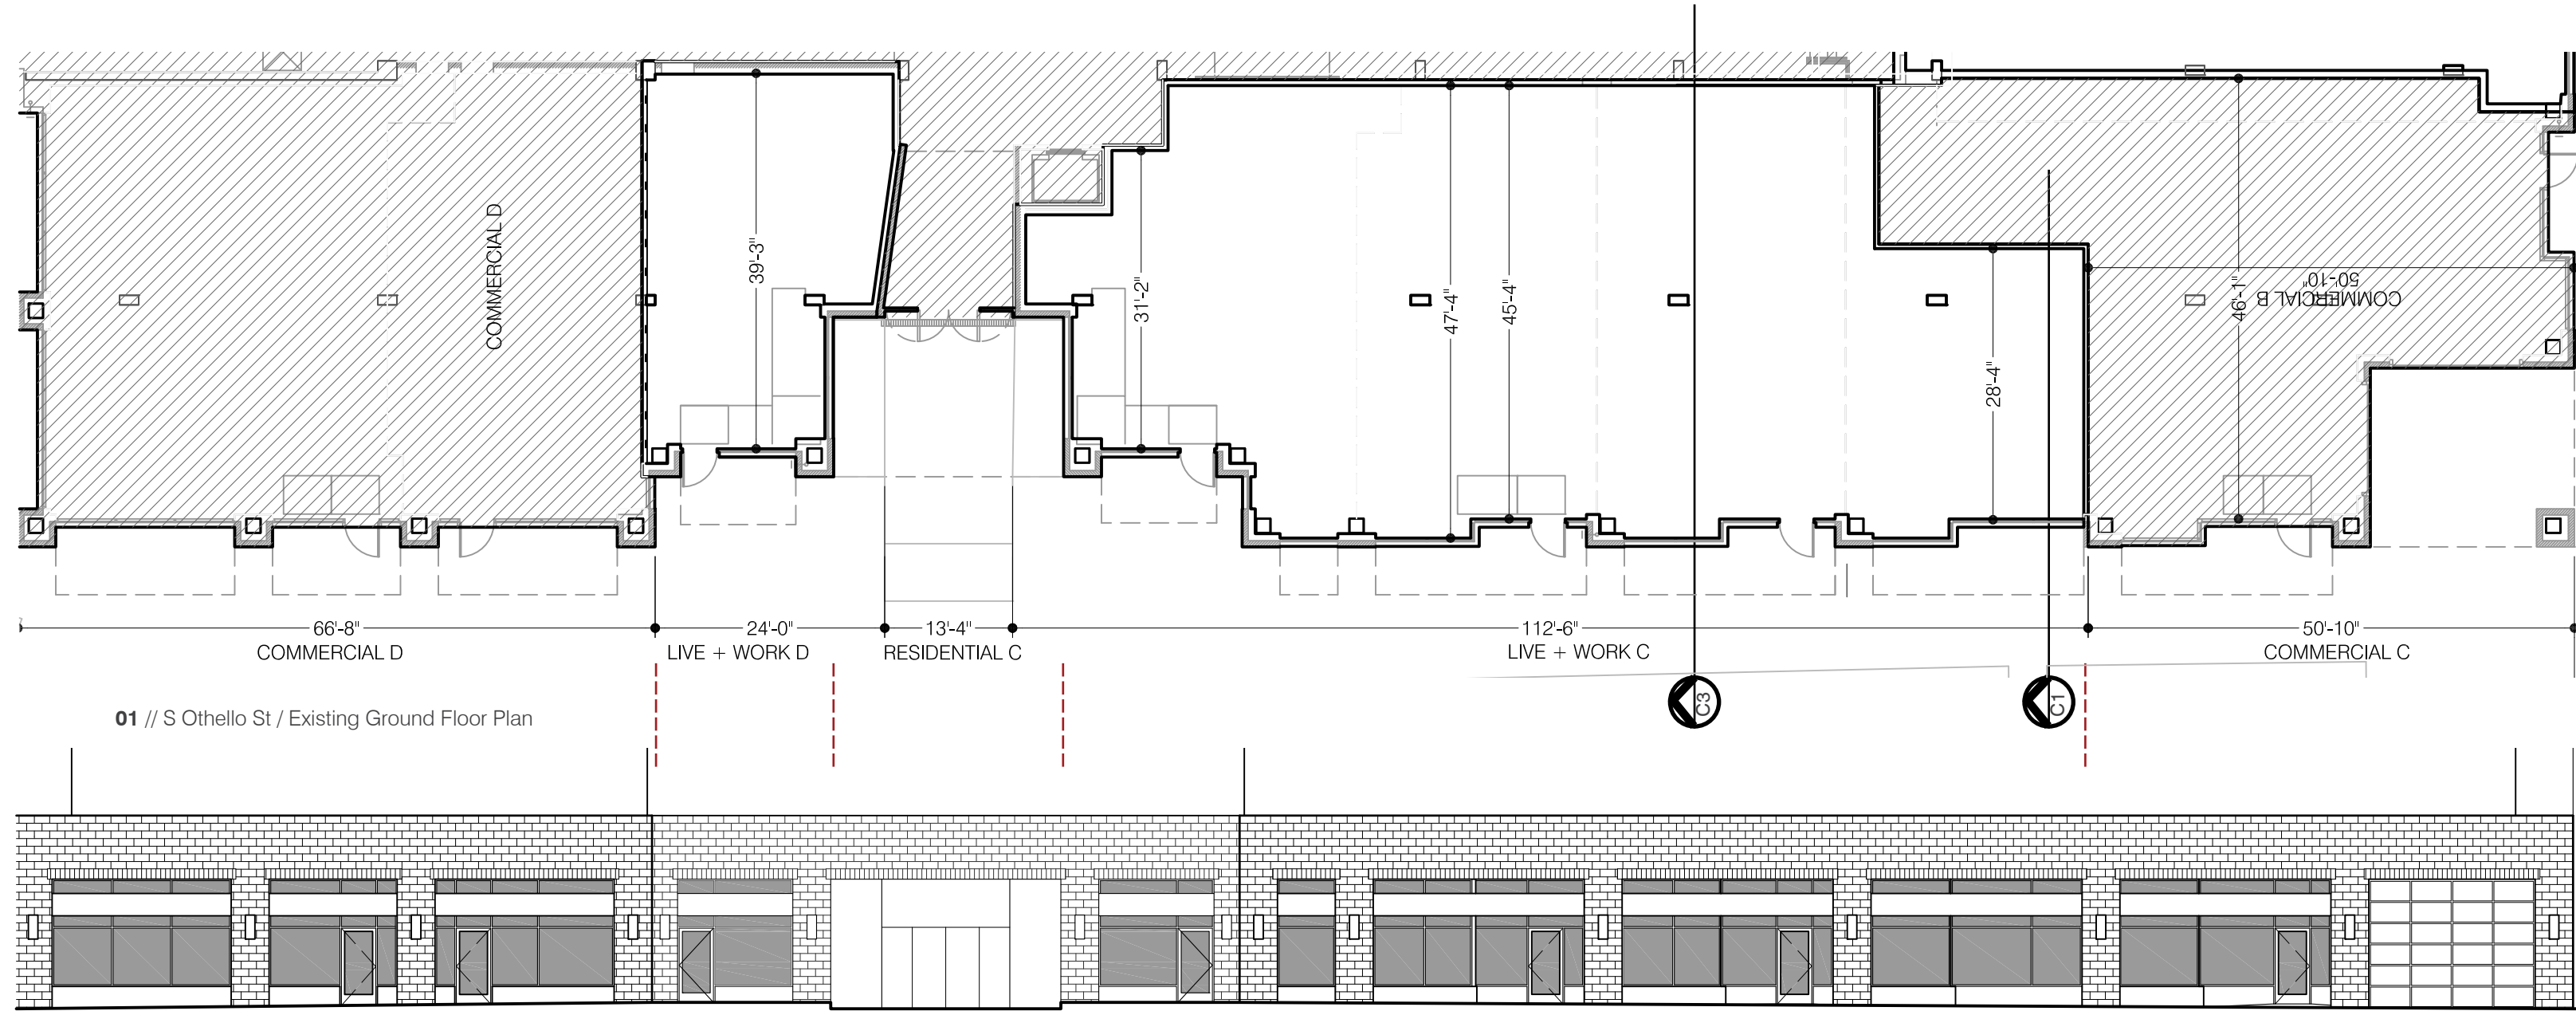 COMMERCIAL D
39'-3"
31'-2"
47'-4"
45'-4"
28'-4"
46'-1"
50'-10"
COMMERCIAL B
66'-8"
24'-0"
13'-4"
112'-6"
50'-10"
COMMERCIAL D
LIVE + WORK D
RESIDENTIAL C
LIVE + WORK C
COMMERCIAL C
C3
C1
01 // S Othello St / Existing Ground Floor Plan